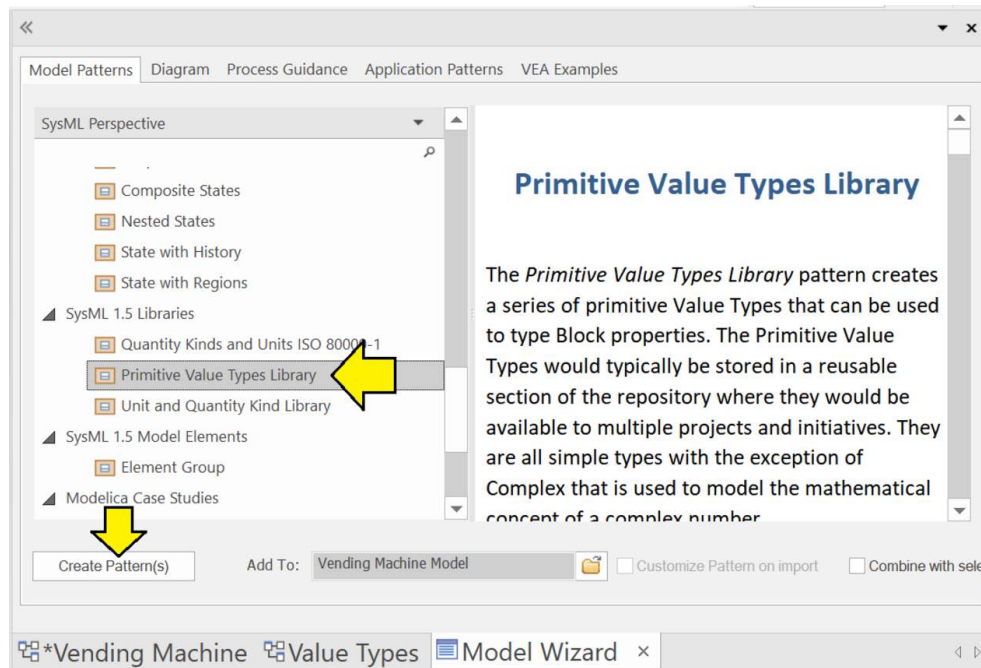 Model Patterns Diagram Process Guidance Application Patterns VEA Examples
SysML Perspective
Composite States
Nested States
State with History
State with Regions
SysML 1.5 Libraries
Quantity Kinds and Units ISO 80000-1
Primitive Value Types Library
Unit and Quantity Kind Library
SysML 1.5 Model Elements
Element Group
Modelica Case Studies
Primitive Value Types Library
The Primitive Value Types Library pattern creates
a series of primitive Value Types that can be used
to type Block properties. The Primitive Value
Types would typically be stored in a reusable
section of the repository where they would be
available to multiple projects and initiatives. They
are all simple types with the exception of
Complex that is used to model the mathematical
concept of a complex number
Create Pattern(s) Add To: Vending Machine Model Customize Pattern on import Combine with sele
*Vending Machine Value Types Model Wizard